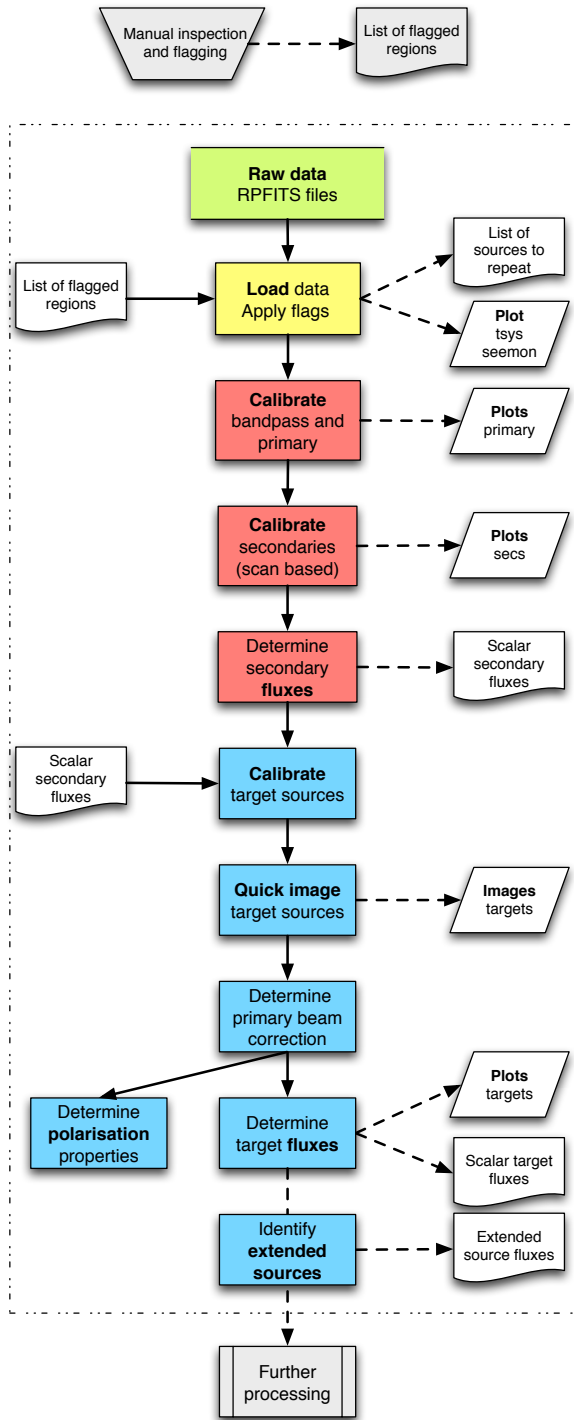 Manual inspection
and flagging
List of flagged
regions
Raw data
RPFITS files
List of flagged
regions
Load data
Apply flags
List of
sources to
repeat
Plot
tsys
seemon
Calibrate
bandpass and
primary
Plots
primary
Calibrate
secondaries
(scan based)
Plots
secs
Determine
secondary
fluxes
Scalar
secondary
fluxes
Scalar
secondary
fluxes
Calibrate
target sources
Quick image
target sources
Images
targets
Determine
primary beam
correction
Determine
polarisation
properties
Determine
target fluxes
Plots
targets
Scalar target
fluxes
Identify
extended
sources
Extended
source fluxes
Further
processing